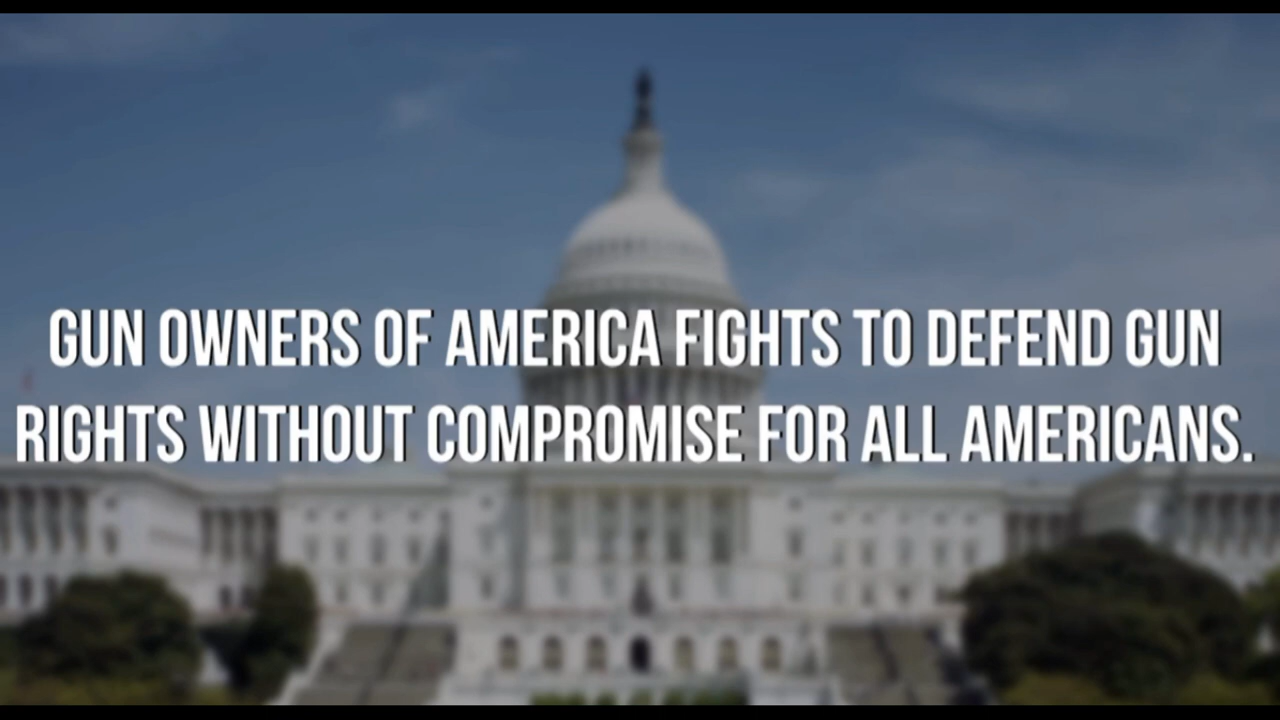 GUN OWNERS OF AMERICA FIGHTS TO DEFEND GUN
RIGHTS WITHOUT COMPROMISE FOR ALL AMERICANS.